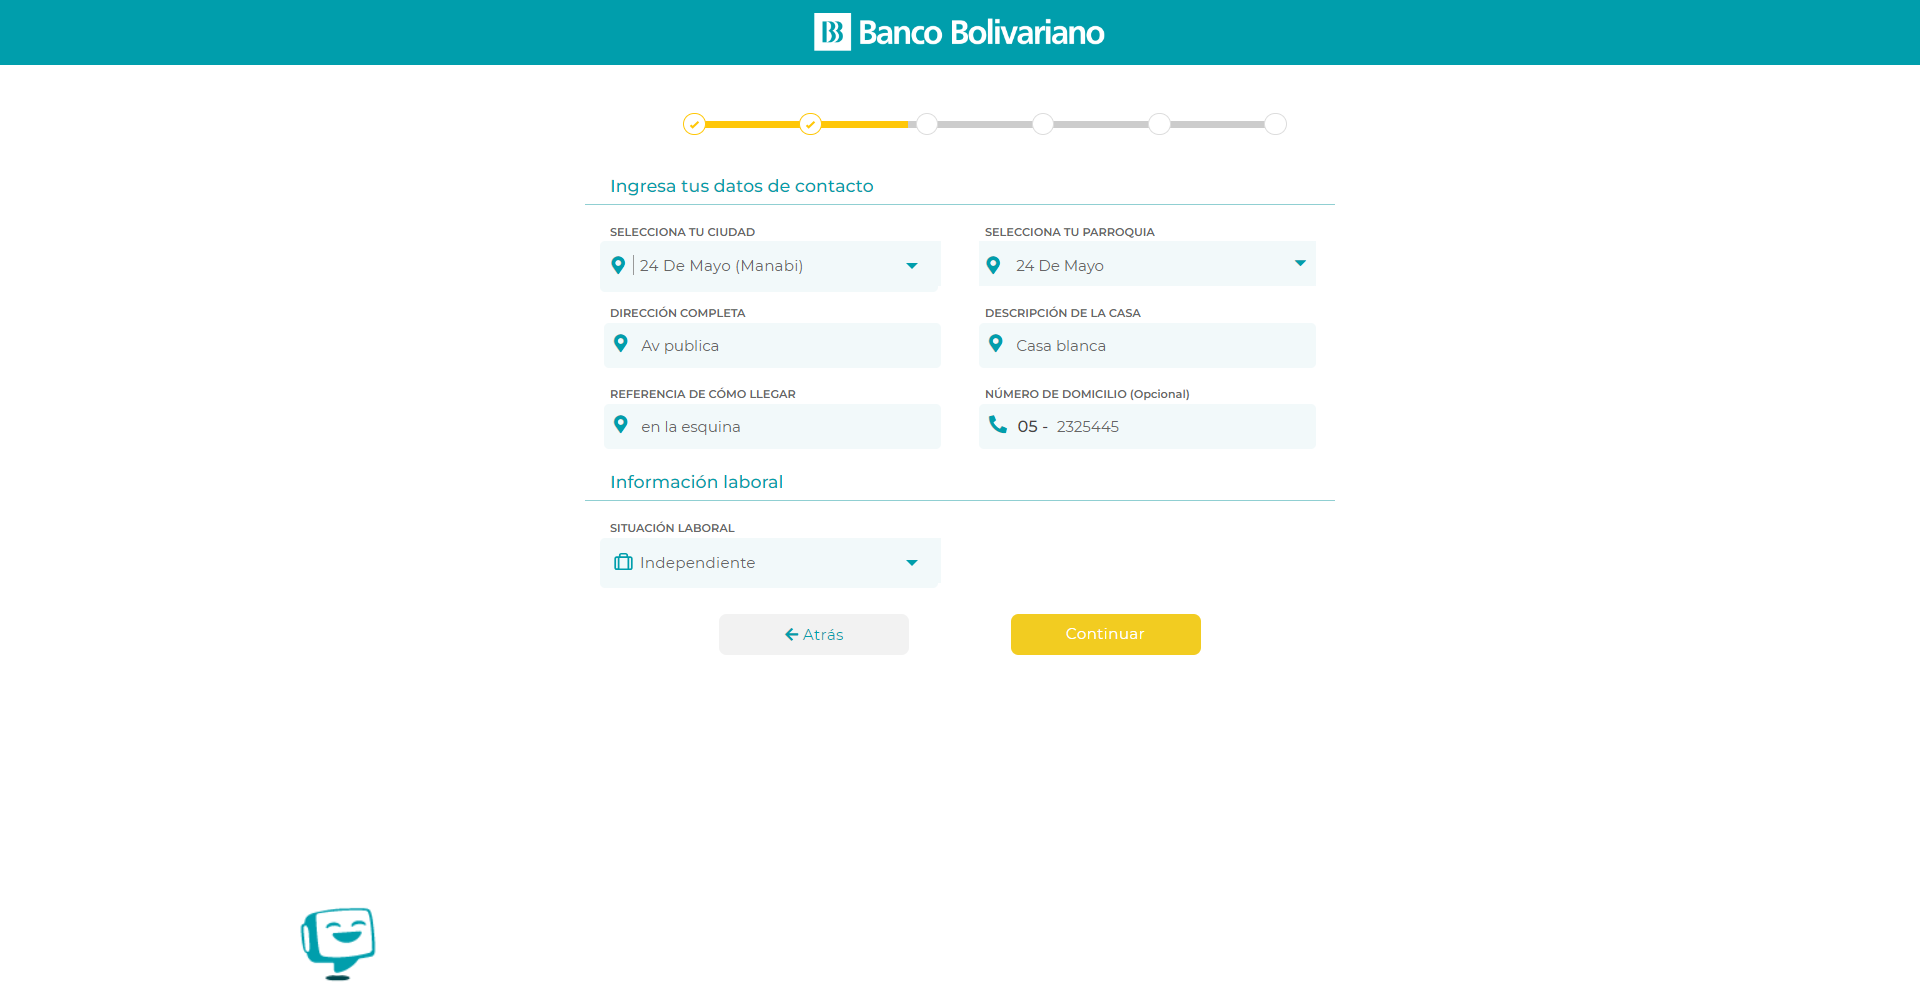 Banco Bolivariano
Ingresa tus datos de contacto
SELECCIONA TU CIUDAD
24 De Mayo (Manabi)
SELECCIONA TU PARROQUIA
24 De Mayo
DIRECCIÓN COMPLETA
Av publica
DESCRIPCIÓN DE LA CASA
Casa blanca
REFERENCIA DE CÓMO LLEGAR
en la esquina
NÚMERO DE DOMICILIO (Opcional)
05 - 2325445
Información laboral
SITUACIÓN LABORAL
Independiente
Atrás
Continuar